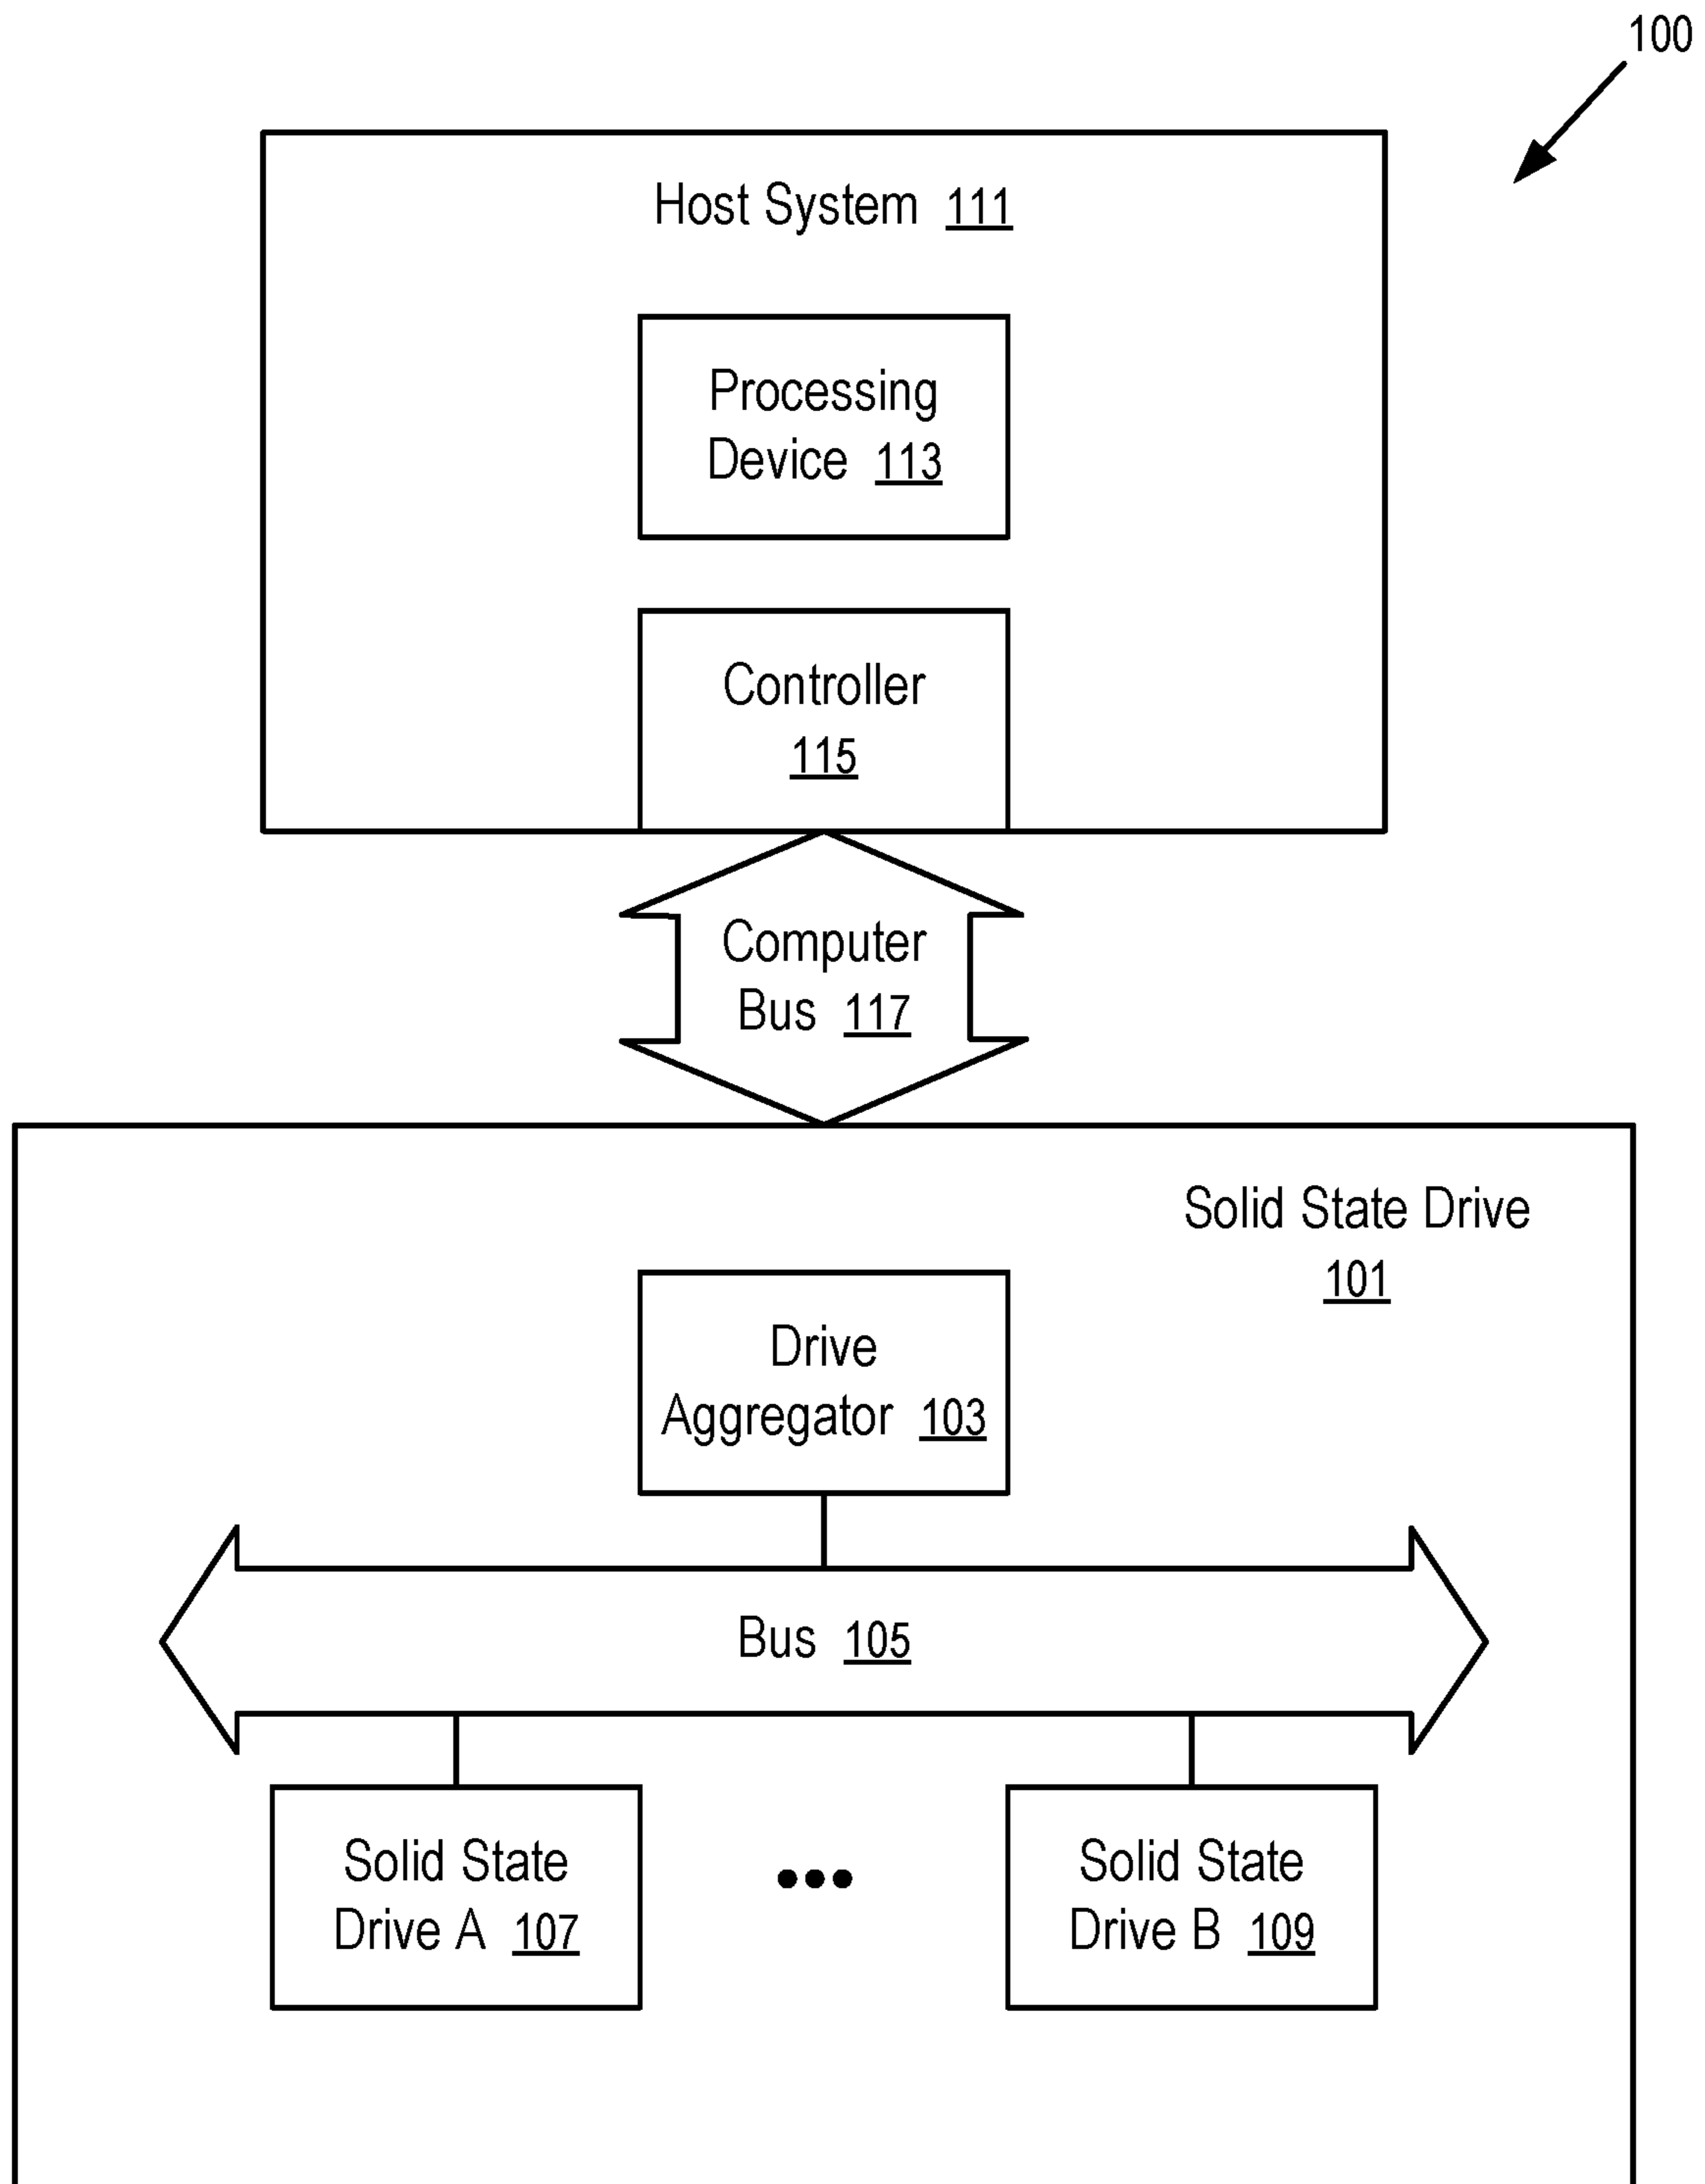 100
Host System 111
Processing
Device 113
Controller
115
Computer
Bus 117
Solid State Drive
101
Drive
Aggregator 103
Bus 105
Solid State
Drive A 107
•••
Solid State
Drive B 109